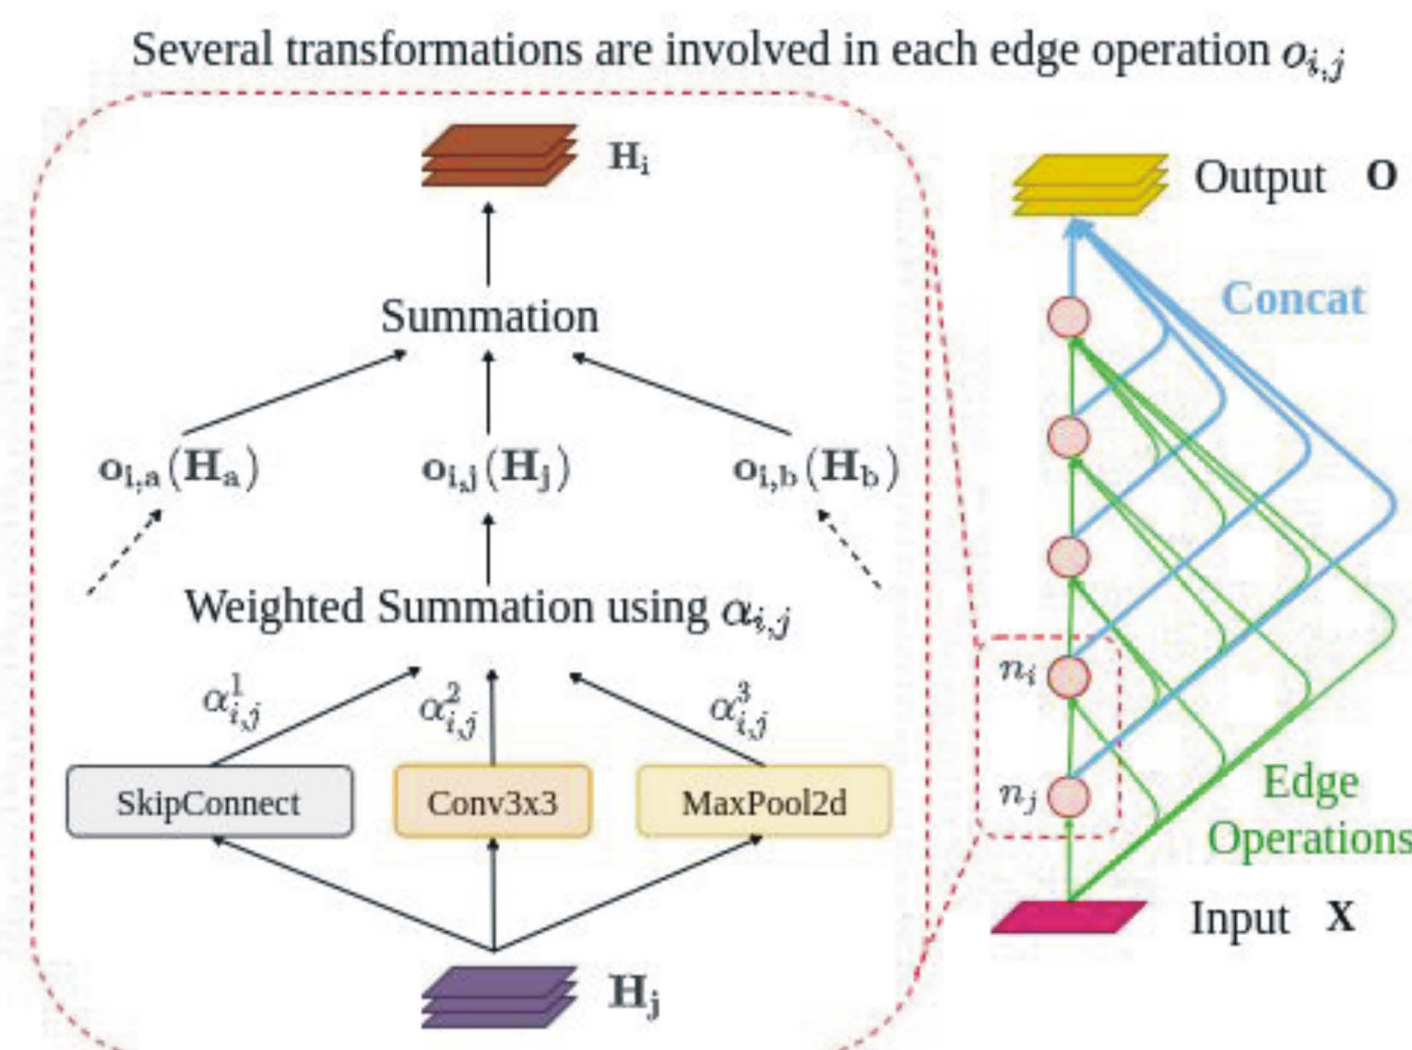 Several transformations are involved in each edge operation o_{i,j}
H_i
Output O
Concat
Summation
o_{i,a}(H_a) o_{i,j}(H_j) o_{i,b}(H_b)
Weighted Summation using α_{i,j}
α^1_{i,j} α^2_{i,j} α^3_{i,j}
SkipConnect Conv3x3 MaxPool2d
H_j
n_i
n_j
Edge
Operations
Input X